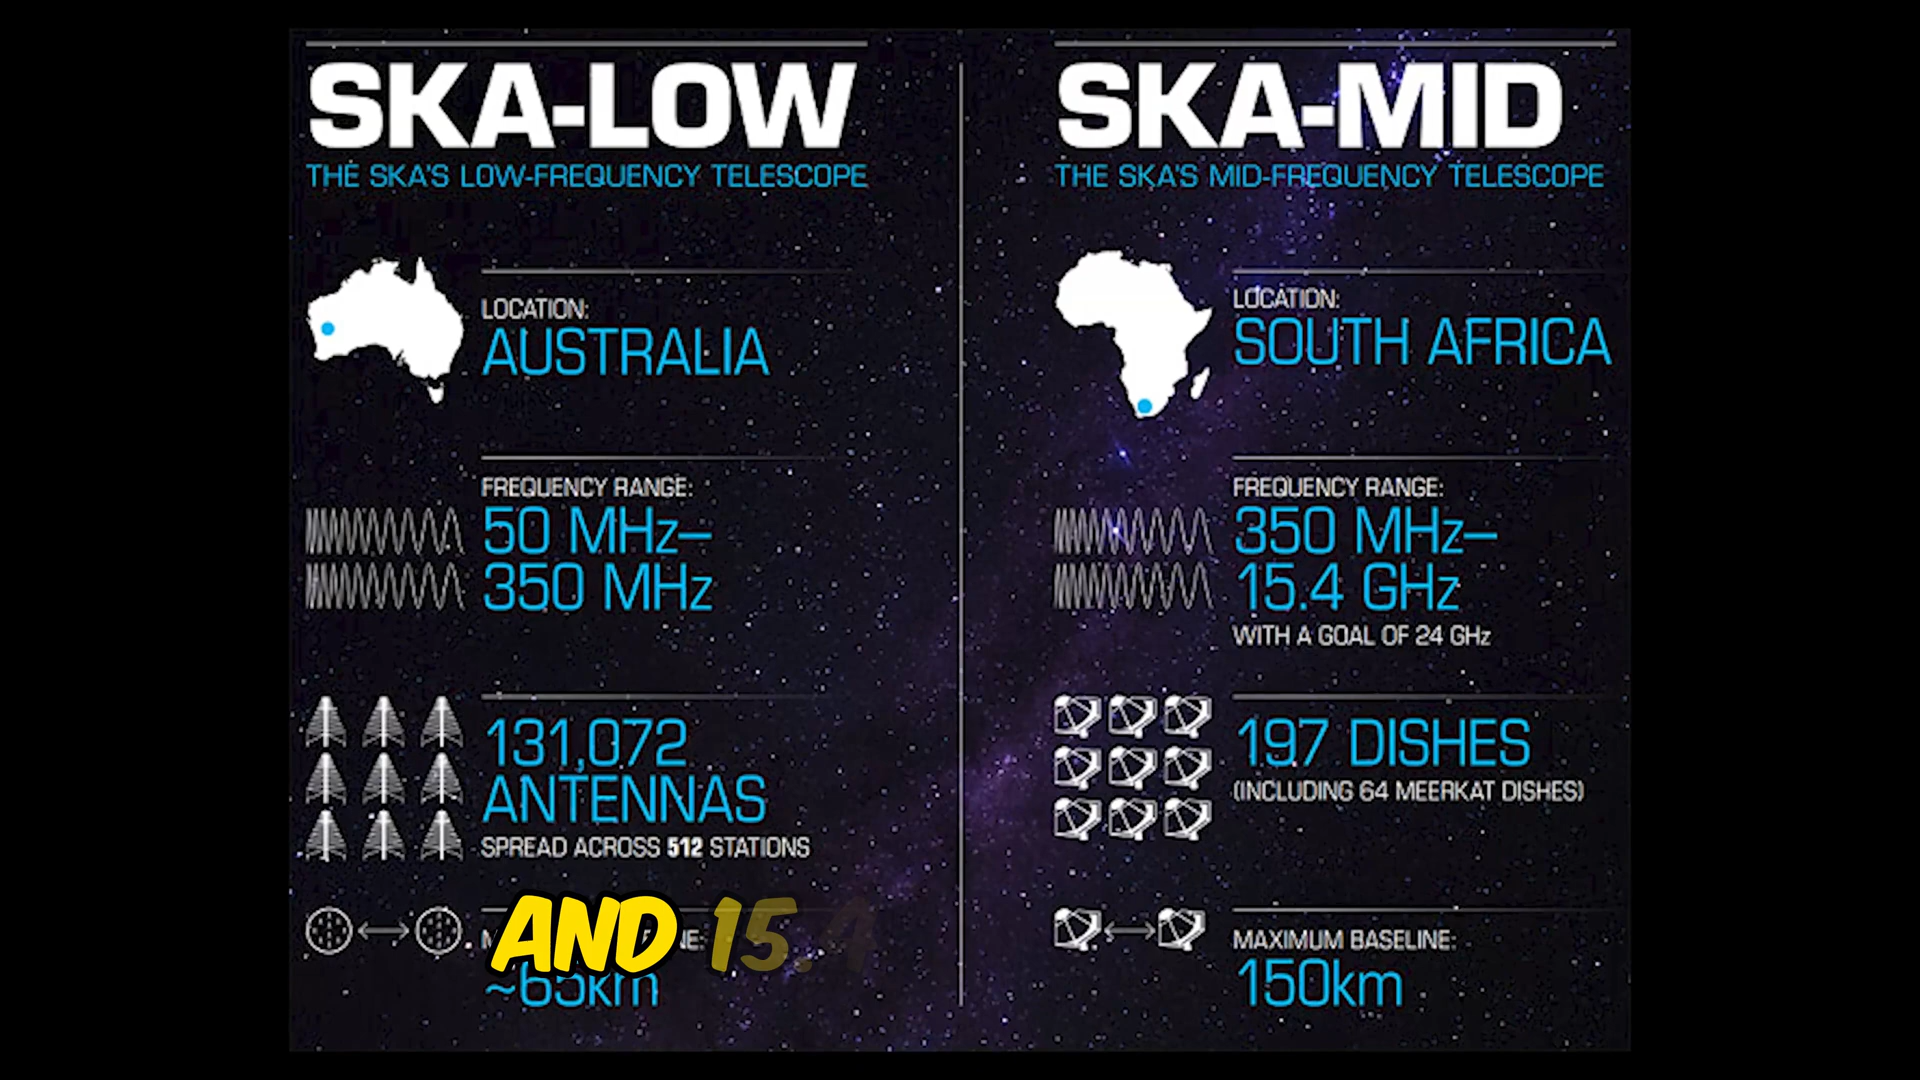 SKA-LOW
THE SKA'S LOW-FREQUENCY TELESCOPE
LOCATION:
AUSTRALIA
FREQUENCY RANGE:
50 MHz–
350 MHz
131,072
ANTENNAS
SPREAD ACROSS 512 STATIONS
~65km
SKA-MID
THE SKA'S MID-FREQUENCY TELESCOPE
LOCATION:
SOUTH AFRICA
FREQUENCY RANGE:
350 MHz–
15.4 GHz
WITH A GOAL OF 24 GHz
197 DISHES
(INCLUDING 64 MEERKAT DISHES)
MAXIMUM BASELINE:
150km
AND 15.4